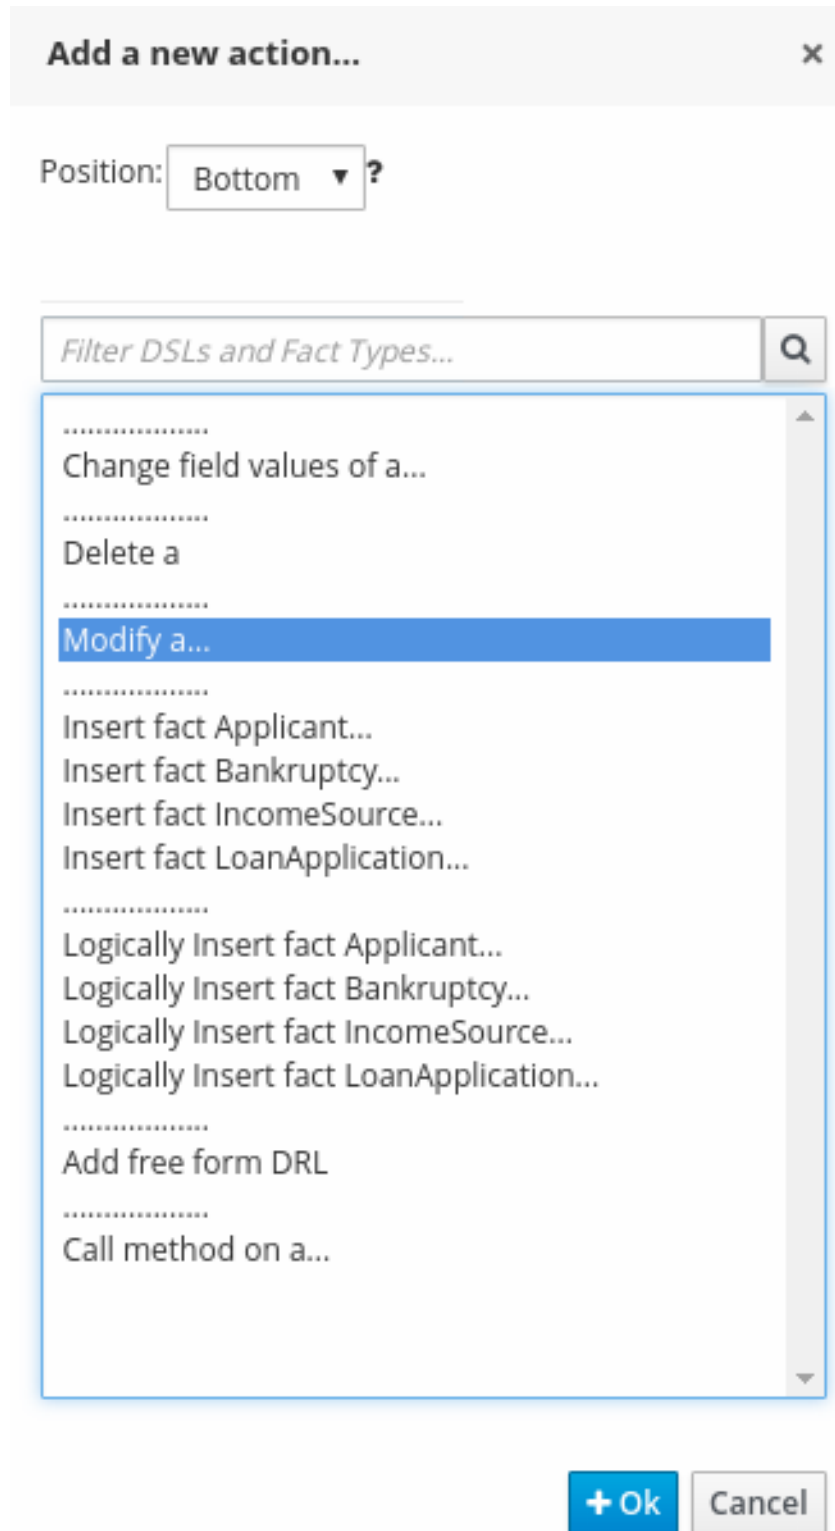 Add a new action... ×
Position: Bottom ▼ ?
Filter DSLs and Fact Types...
..................
Change field values of a...
..................
Delete a
..................
Modify a...
..................
Insert fact Applicant...
Insert fact Bankruptcy...
Insert fact IncomeSource...
Insert fact LoanApplication...
..................
Logically Insert fact Applicant...
Logically Insert fact Bankruptcy...
Logically Insert fact IncomeSource...
Logically Insert fact LoanApplication...
..................
Add free form DRL
..................
Call method on a...
+ Ok Cancel